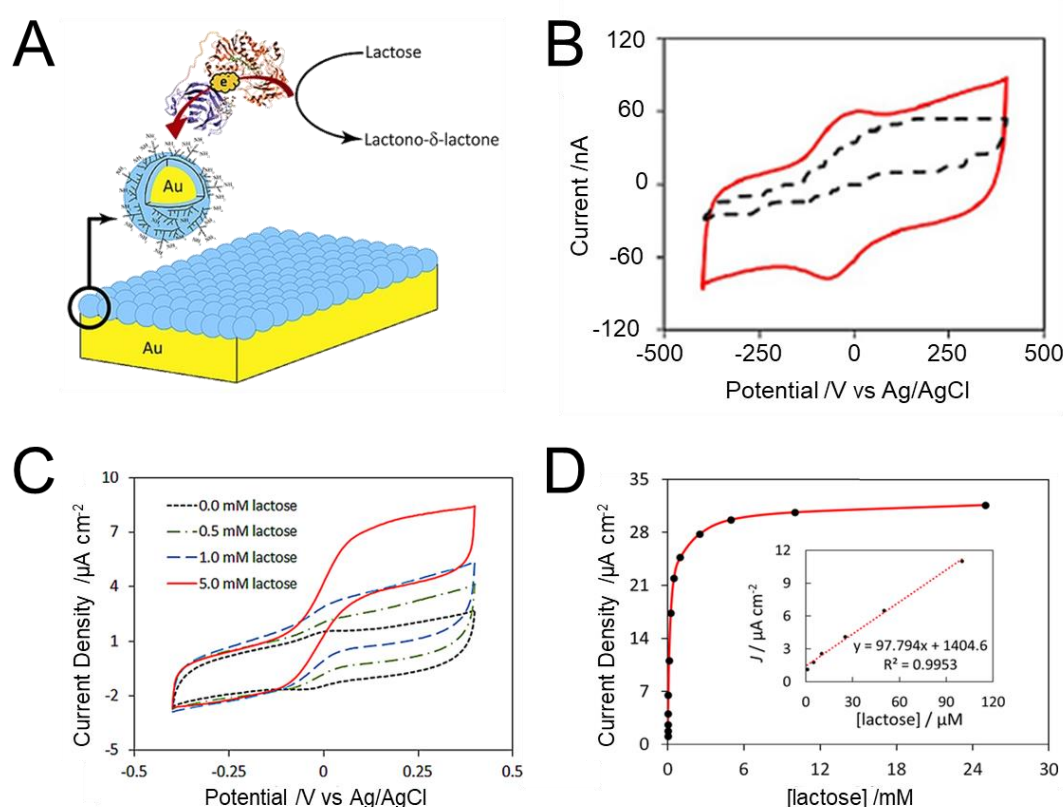 A
e⁻
Lactose
Lactono-δ-lactone
Au
Au
B
120
60
0
-60
-120
Current /nA
-500
-250
0
250
500
Potential /V vs Ag/AgCl
C
10
7
4
1
-2
-5
Current Density /µA cm⁻²
0.0 mM lactose
0.5 mM lactose
1.0 mM lactose
5.0 mM lactose
-0.5
-0.25
0
0.25
0.5
Potential /V vs Ag/AgCl
D
35
31
22
14
7
0
Current Density /µA cm⁻²
12
9
6
3
0
J / µA cm⁻²
y = 97.794x + 1404.6
R² = 0.9953
0
30
60
90
120
[lactose] / µM
0
6
12
18
24
30
[lactose] /mM